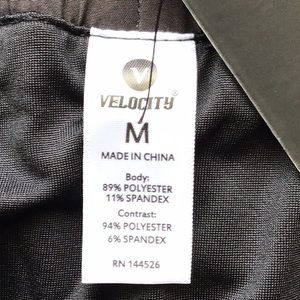 V
VELOCITY®
M
MADE IN CHINA
Body:
89% POLYESTER
11% SPANDEX
Contrast:
94% POLYESTER
6% SPANDEX
RN 144526